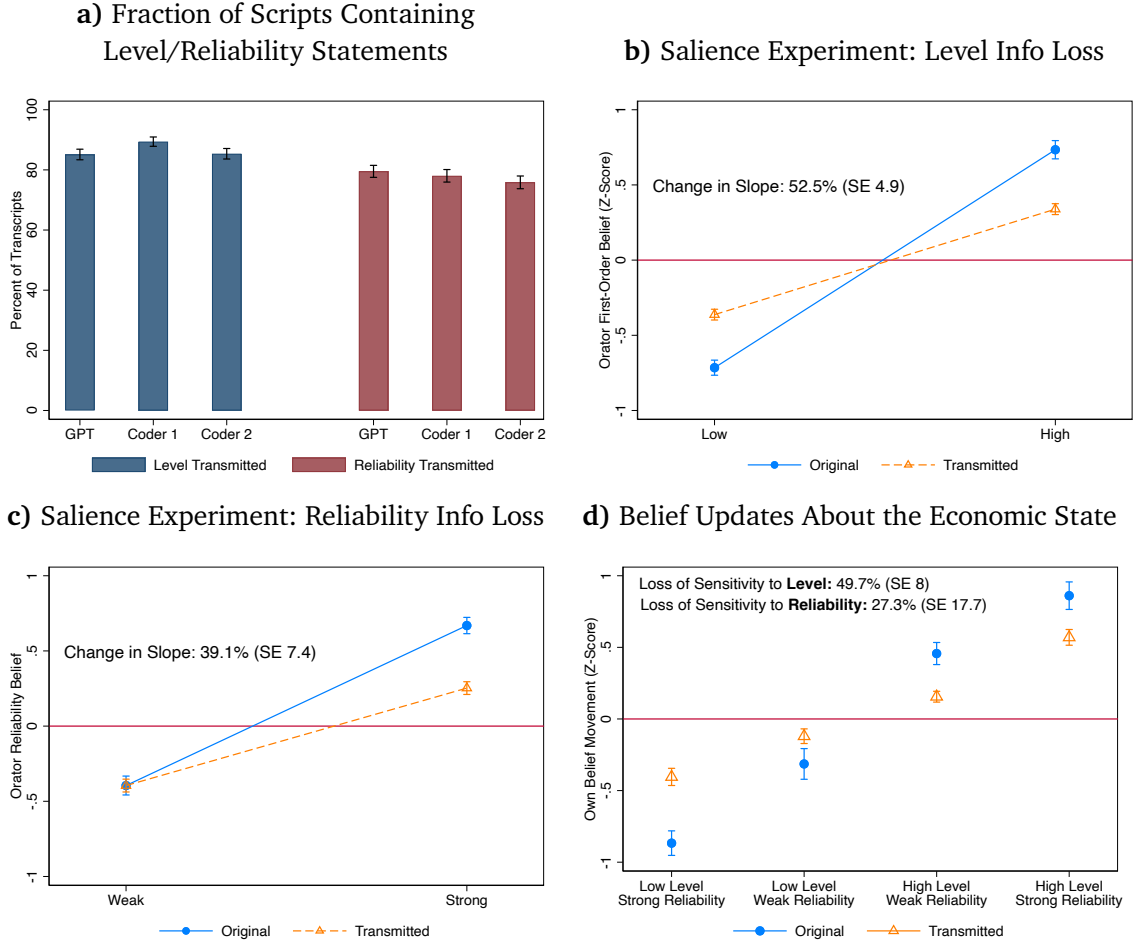 a) Fraction of Scripts Containing
Level/Reliability Statements
Percent of Transcripts
100
80
60
40
20
0
GPT Coder 1 Coder 2 GPT Coder 1 Coder 2
Level Transmitted Reliability Transmitted
b) Salience Experiment: Level Info Loss
Orator First-Order Belief (Z-Score)
1
.5
0
-.5
-1
Change in Slope: 52.5% (SE 4.9)
Low High
Original Transmitted
c) Salience Experiment: Reliability Info Loss
Orator Reliability Belief
1
.5
0
-.5
-1
Change in Slope: 39.1% (SE 7.4)
Weak Strong
Original Transmitted
d) Belief Updates About the Economic State
Own Belief Movement (Z-Score)
1
.5
0
-.5
-1
Loss of Sensitivity to Level: 49.7% (SE 8)
Loss of Sensitivity to Reliability: 27.3% (SE 17.7)
Low Level Low Level High Level High Level
Strong Reliability Weak Reliability Weak Reliability Strong Reliability
Original Transmitted